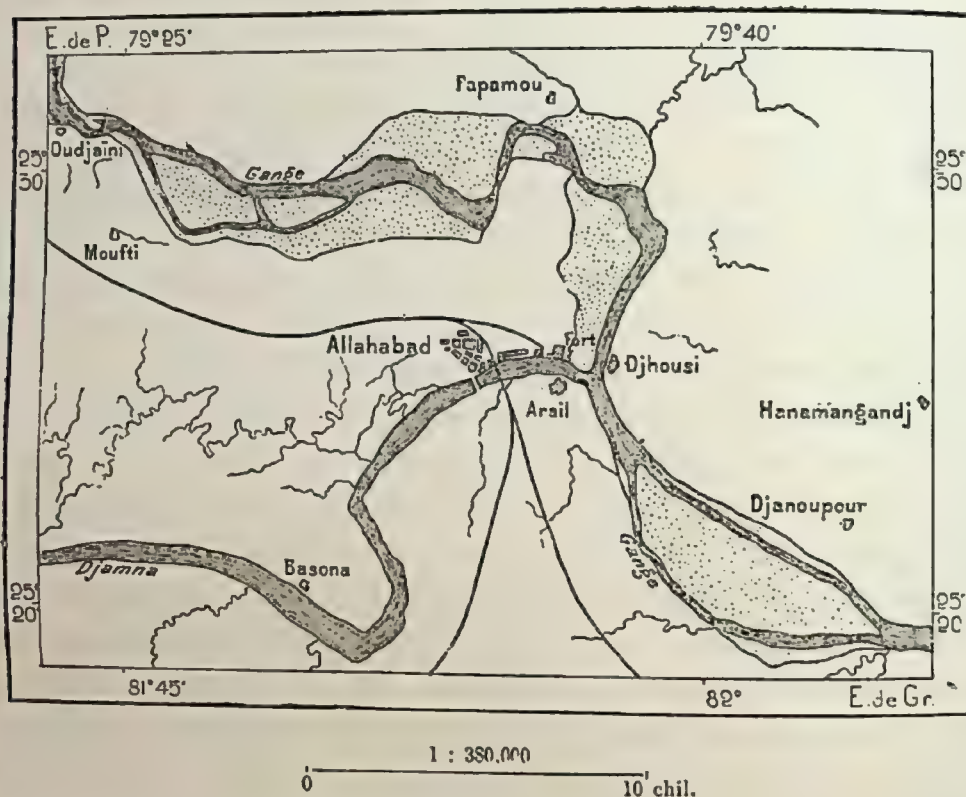 E. de P. 79°25'
79°40'
Fapamou
Oudjaïni
25°
30'
25°
30'
Gange
Moufti
Allahabad
Fort
Djhousi
Arail
Hanamangandj
Djanoupour
Djamna
Basona
Gange
25°
20'
25°
20'
81°45'
82°
E. de Gr.
1 : 380.000
0
10 chil.